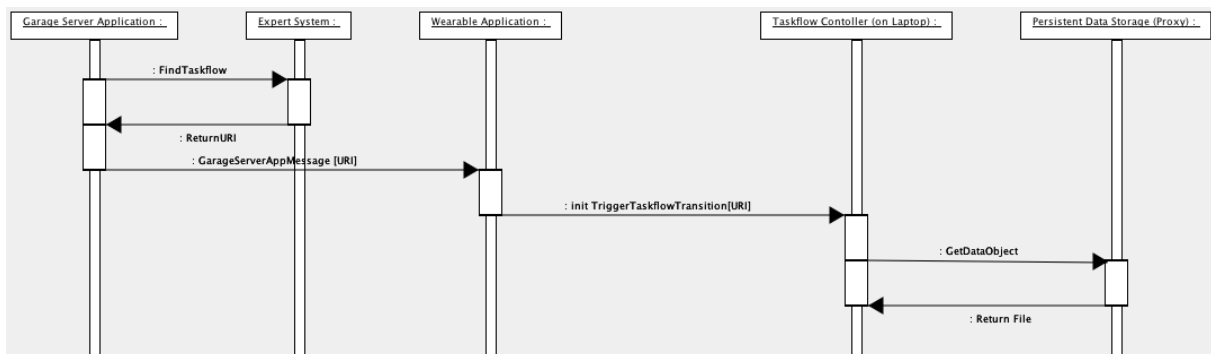 Garage Server Application :
Expert System :
Wearable Application :
Taskflow Contoller (on Laptop) :
Persistent Data Storage (Proxy) :
: FindTaskflow
: ReturnURI
: GarageServerAppMessage [URI]
: init TriggerTaskflowTransition[URI]
: GetDataObject
: Return File